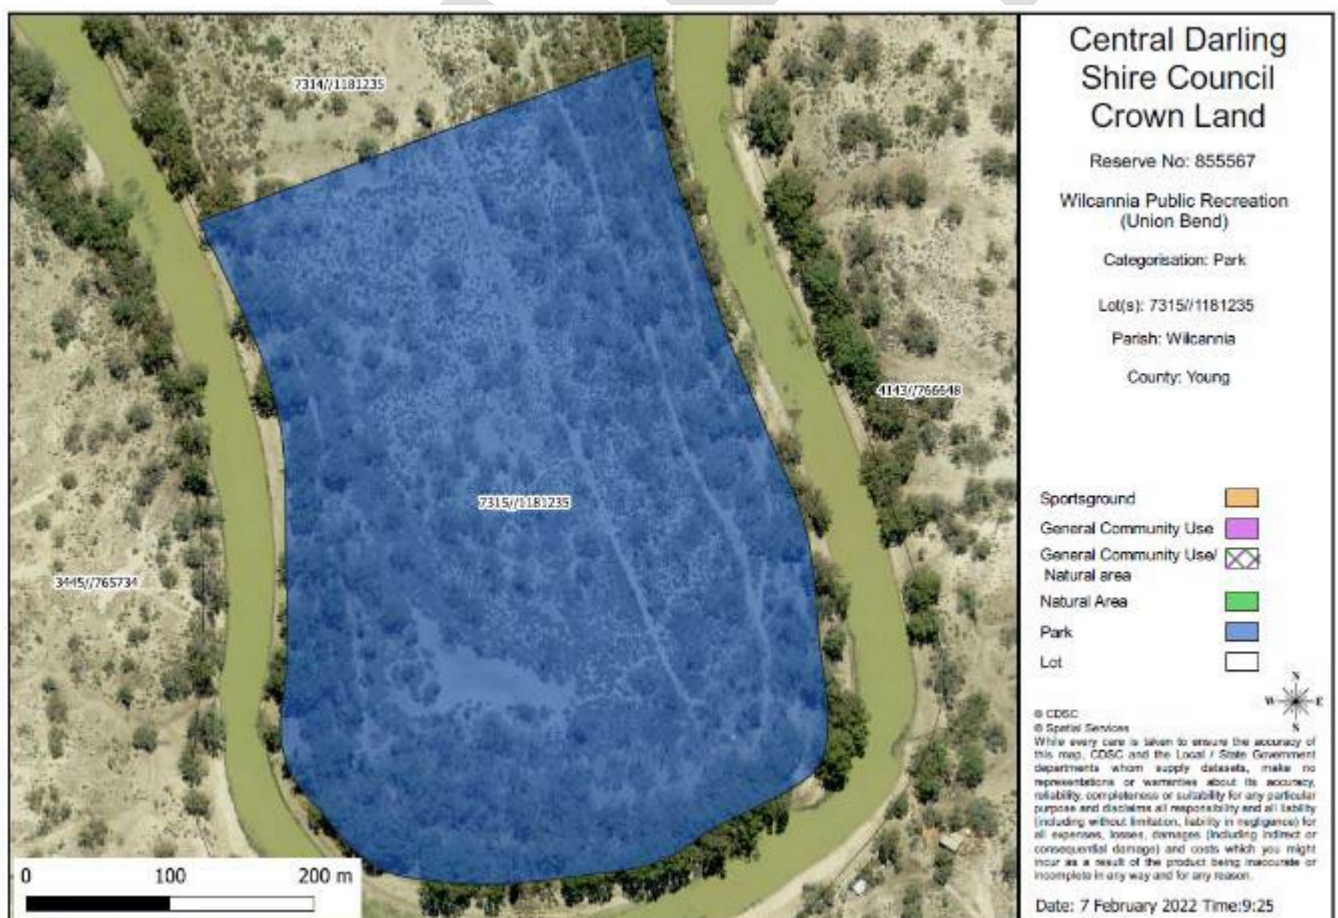 7314//1181235
7315//1181235
4143//766648
3445//765734
0 100 200 m
Central Darling
Shire Council
Crown Land
Reserve No: 855567
Wilcannia Public Recreation
(Union Bend)
Categorisation: Park
Lot(s): 7315//1181235
Parish: Wilcannia
County: Young
Sportsground
General Community Use
General Community Use/
Natural area
Natural Area
Park
Lot
N
W E
S
© CDSC
© Spatial Services
While every care is taken to ensure the accuracy of
this map, CDSC and the Local / State Government
departments whom supply datasets, make no
representations or warranties about its accuracy,
reliability, completeness or suitability for any particular
purpose and disclaims all responsibility and all liability
(including without limitation, liability in negligence) for
all expenses, losses, damages (including indirect or
consequential damage) and costs which you might
incur as a result of the product being inaccurate or
incomplete in any way and for any reason.
Date: 7 February 2022 Time:9:25